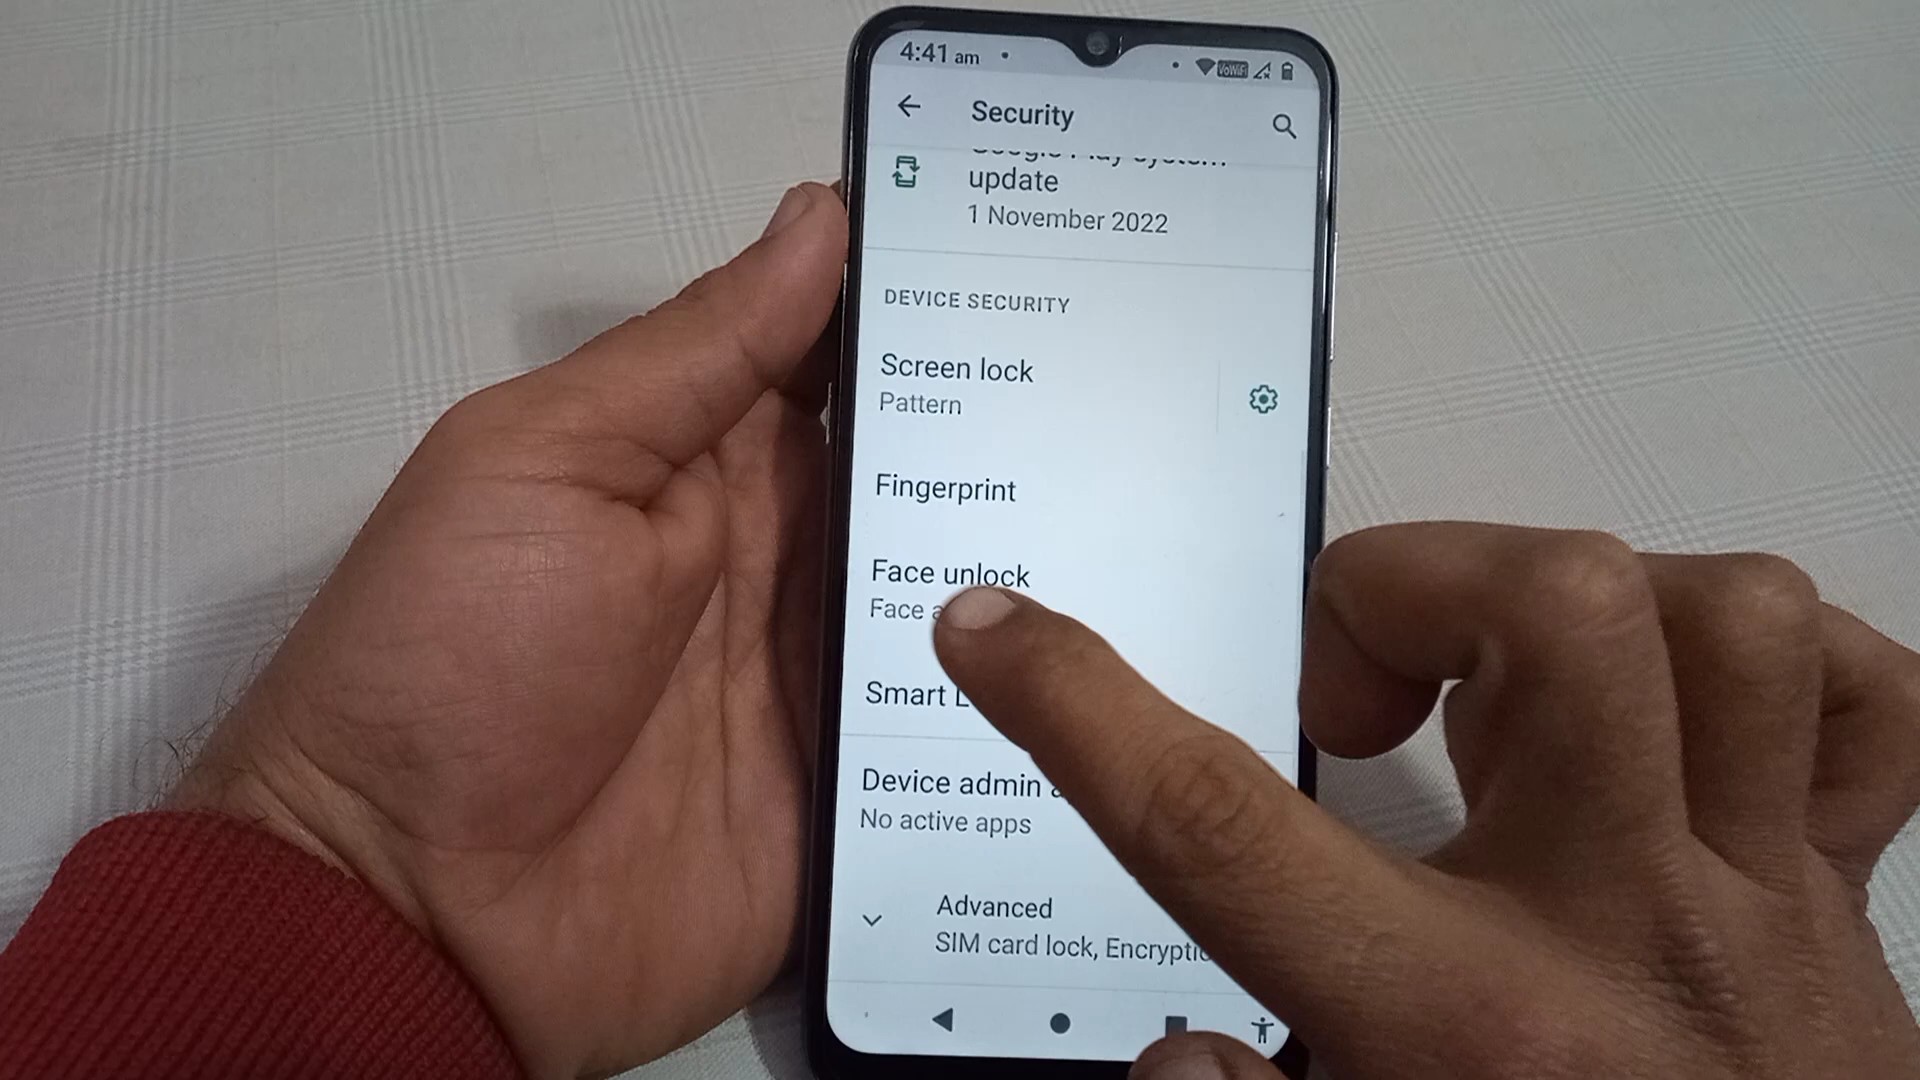 4:41 am
VoWiFi
Security
update
1 November 2022
DEVICE SECURITY
Screen lock
Pattern
Fingerprint
Face unlock
Face
Smart
Device admin
No active apps
Advanced
SIM card lock,